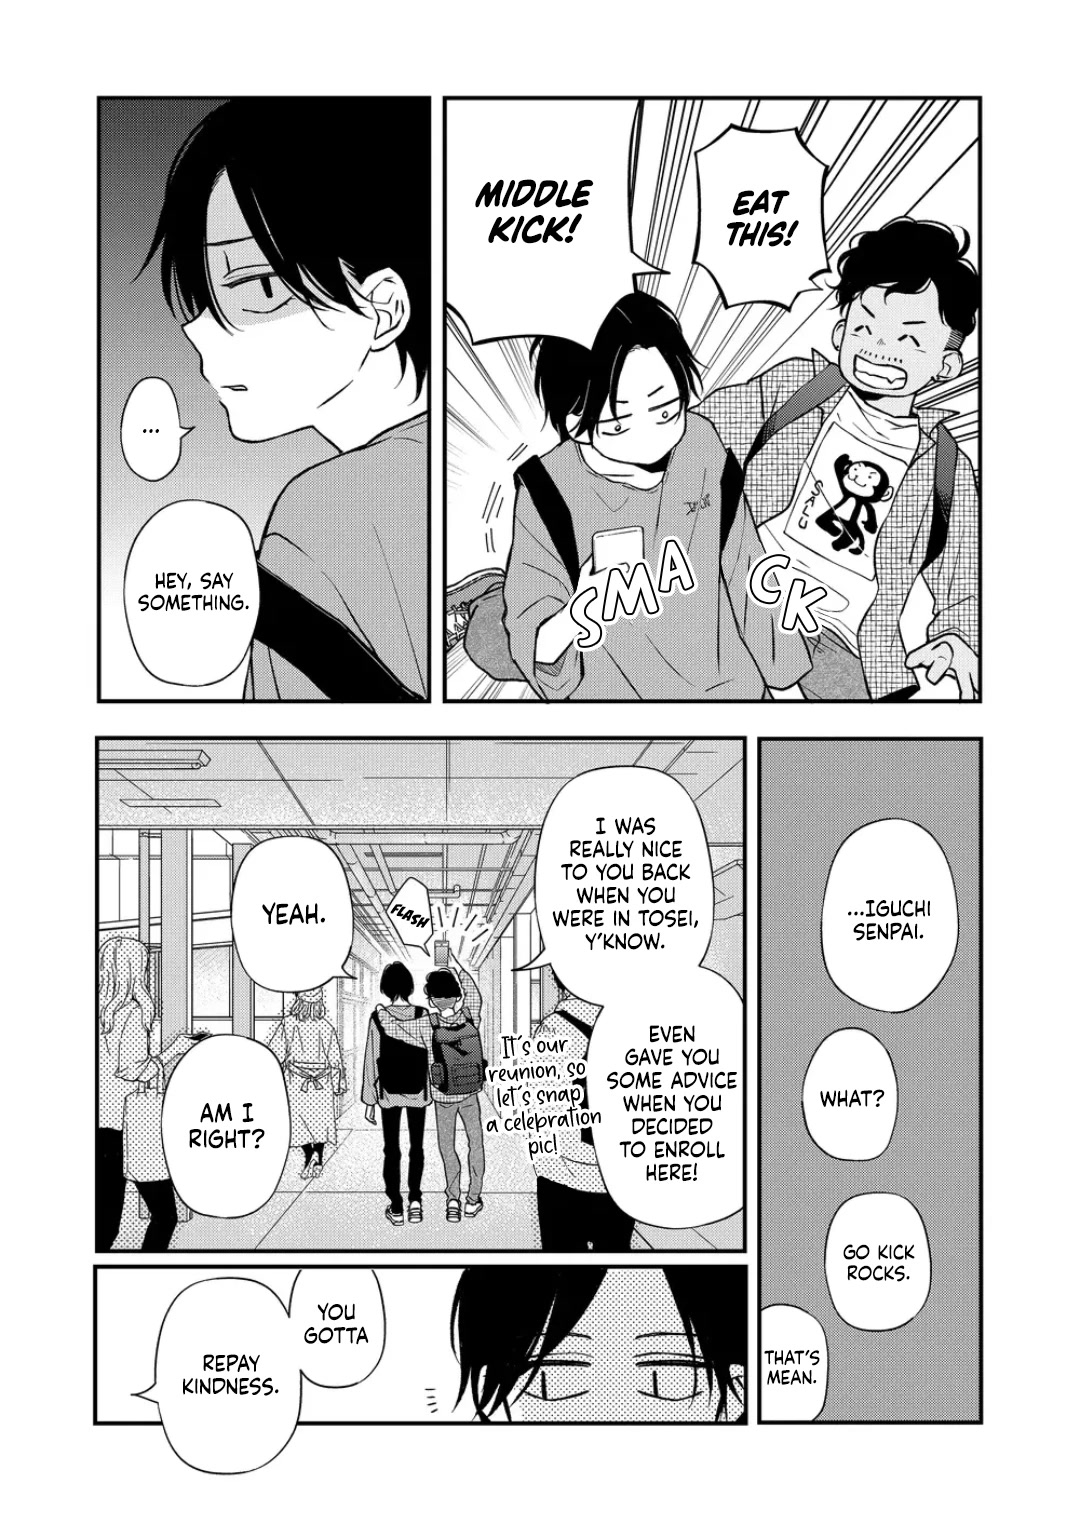 EAT
THIS!
MIDDLE
KICK!
SALU
SMACK
...
HEY, SAY
SOMETHING.
...IGUCHI
SENPAI.
WHAT?
GO KICK
ROCKS.
THAT'S
MEAN.
I WAS
REALLY NICE
TO YOU BACK
WHEN YOU
WERE IN TOSEI,
Y'KNOW.
EVEN
GAVE YOU
SOME ADVICE
WHEN YOU
DECIDED
TO ENROLL
HERE!
FLASH
It's our
reunion, so
let's snap
a celebration
pic!
YEAH.
AM I
RIGHT?
YOU
GOTTA
REPAY
KINDNESS.